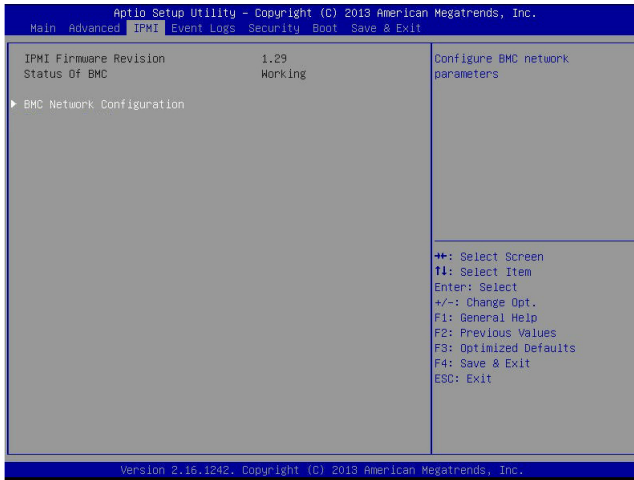 Aptio Setup Utility – Copyright (C) 2013 American Megatrends, Inc.
Main Advanced IPMI Event Logs Security Boot Save & Exit
IPMI Firmware Revision 1.29
Status Of BMC Working
▶ BMC Network Configuration
Configure BMC network
parameters
→←: Select Screen
↑↓: Select Item
Enter: Select
+/-: Change Opt.
F1: General Help
F2: Previous Values
F3: Optimized Defaults
F4: Save & Exit
ESC: Exit
Version 2.16.1242. Copyright (C) 2013 American Megatrends, Inc.